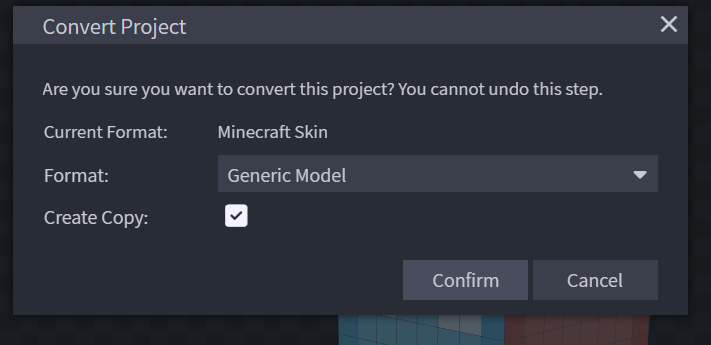 Convert Project
Are you sure you want to convert this project? You cannot undo this step.
Current Format: Minecraft Skin
Format: Generic Model
Create Copy:
Confirm Cancel